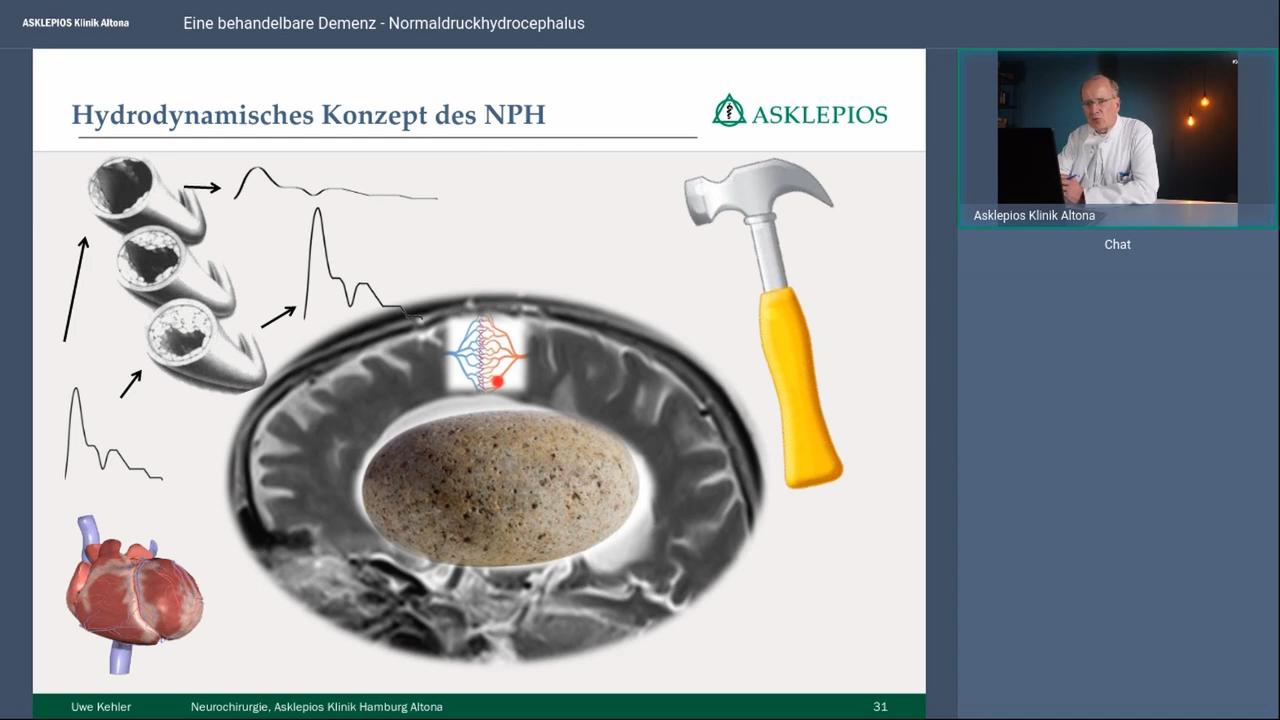 ASKLEPIOS Klinik Altona
Eine behandelbare Demenz - Normaldruckhydrocephalus
Hydrodynamisches Konzept des NPH
ASKLEPIOS
Asklepios Klinik Altona
Chat
Uwe Kehler
Neurochirurgie, Asklepios Klinik Hamburg Altona
31